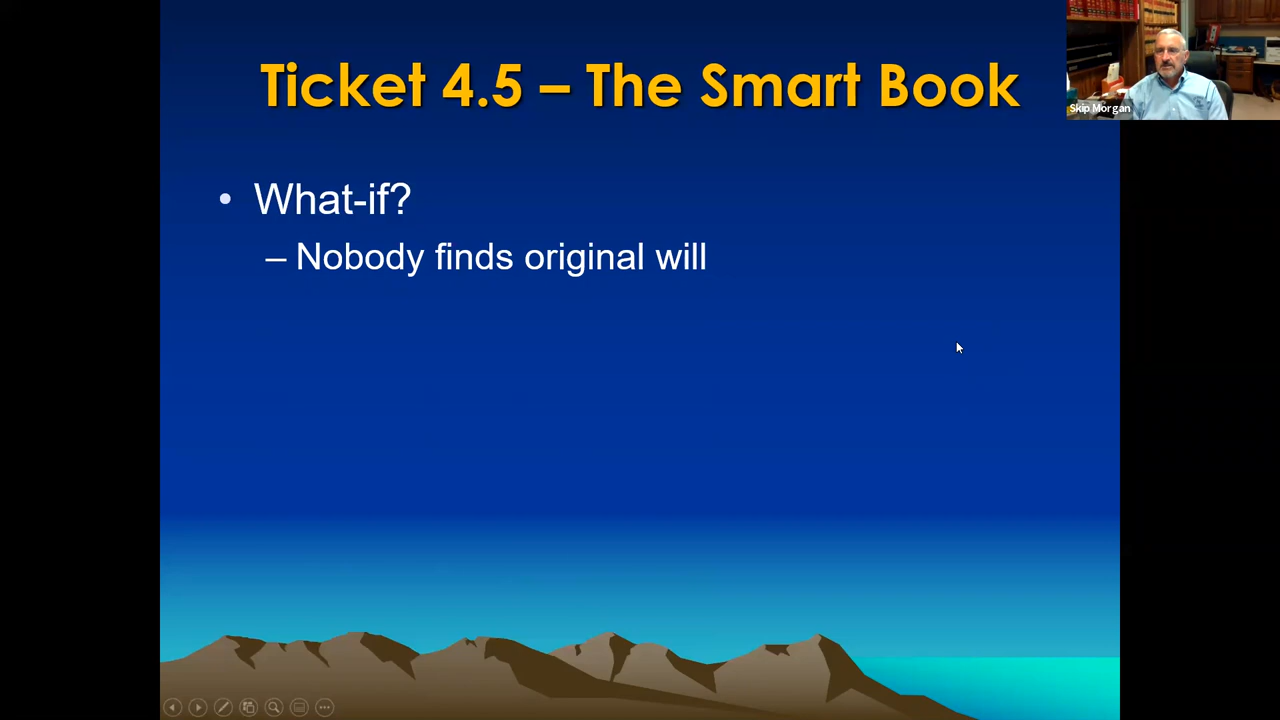 Ticket 4.5 – The Smart Book
Skip Morgan
• What-if?
– Nobody finds original will